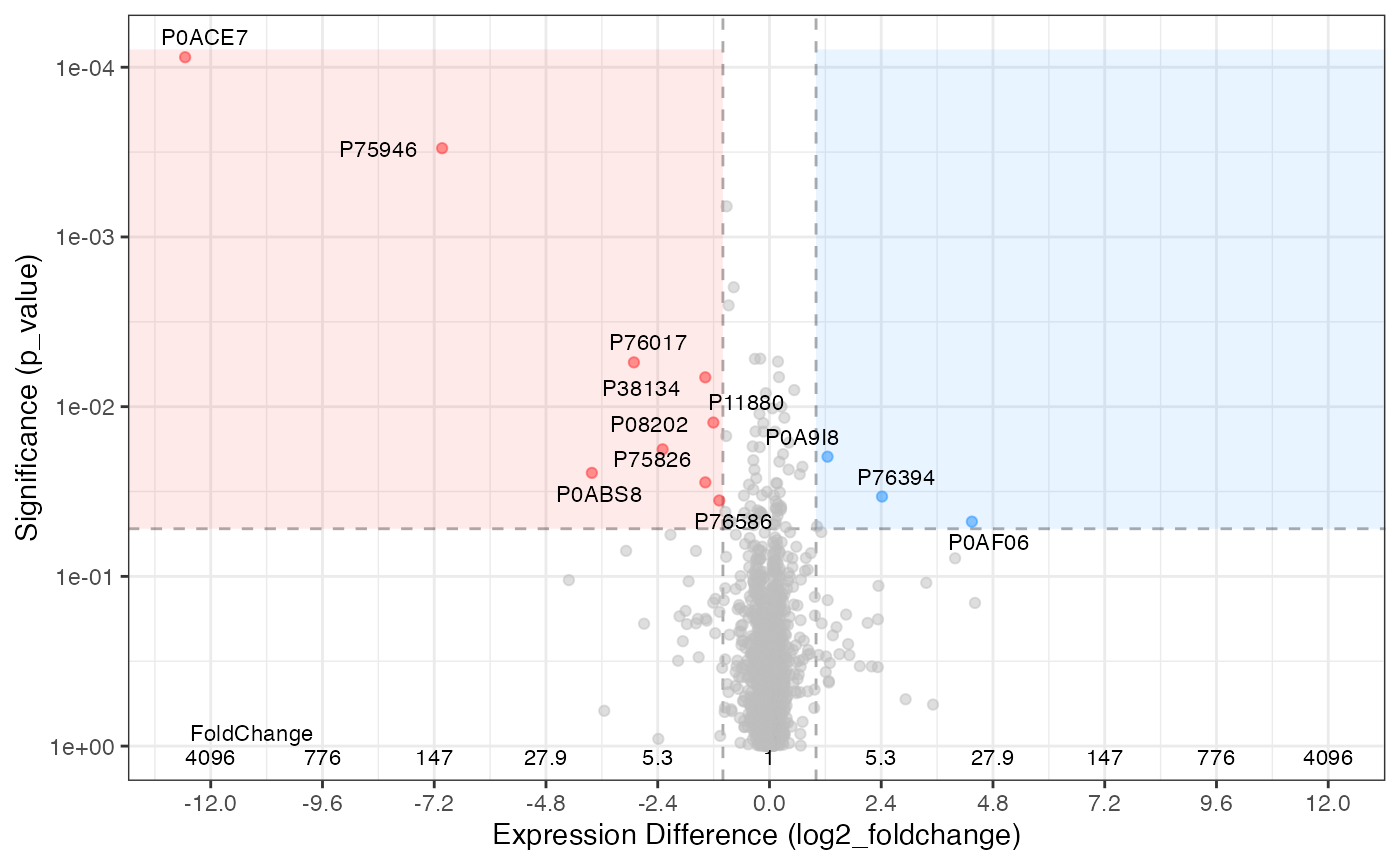 P0ACE7
1e-04
P75946
1e-03
P76017
P38134
P11880
1e-02
P08202
P0A9I8
P75826
P76394
P0ABS8
P76586
P0AF06
1e-01
FoldChange
1e+00
4096 776 147 27.9 5.3 1 5.3 27.9 147 776 4096
-12.0 -9.6 -7.2 -4.8 -2.4 0.0 2.4 4.8 7.2 9.6 12.0
Expression Difference (log2_foldchange)
Significance (p_value)